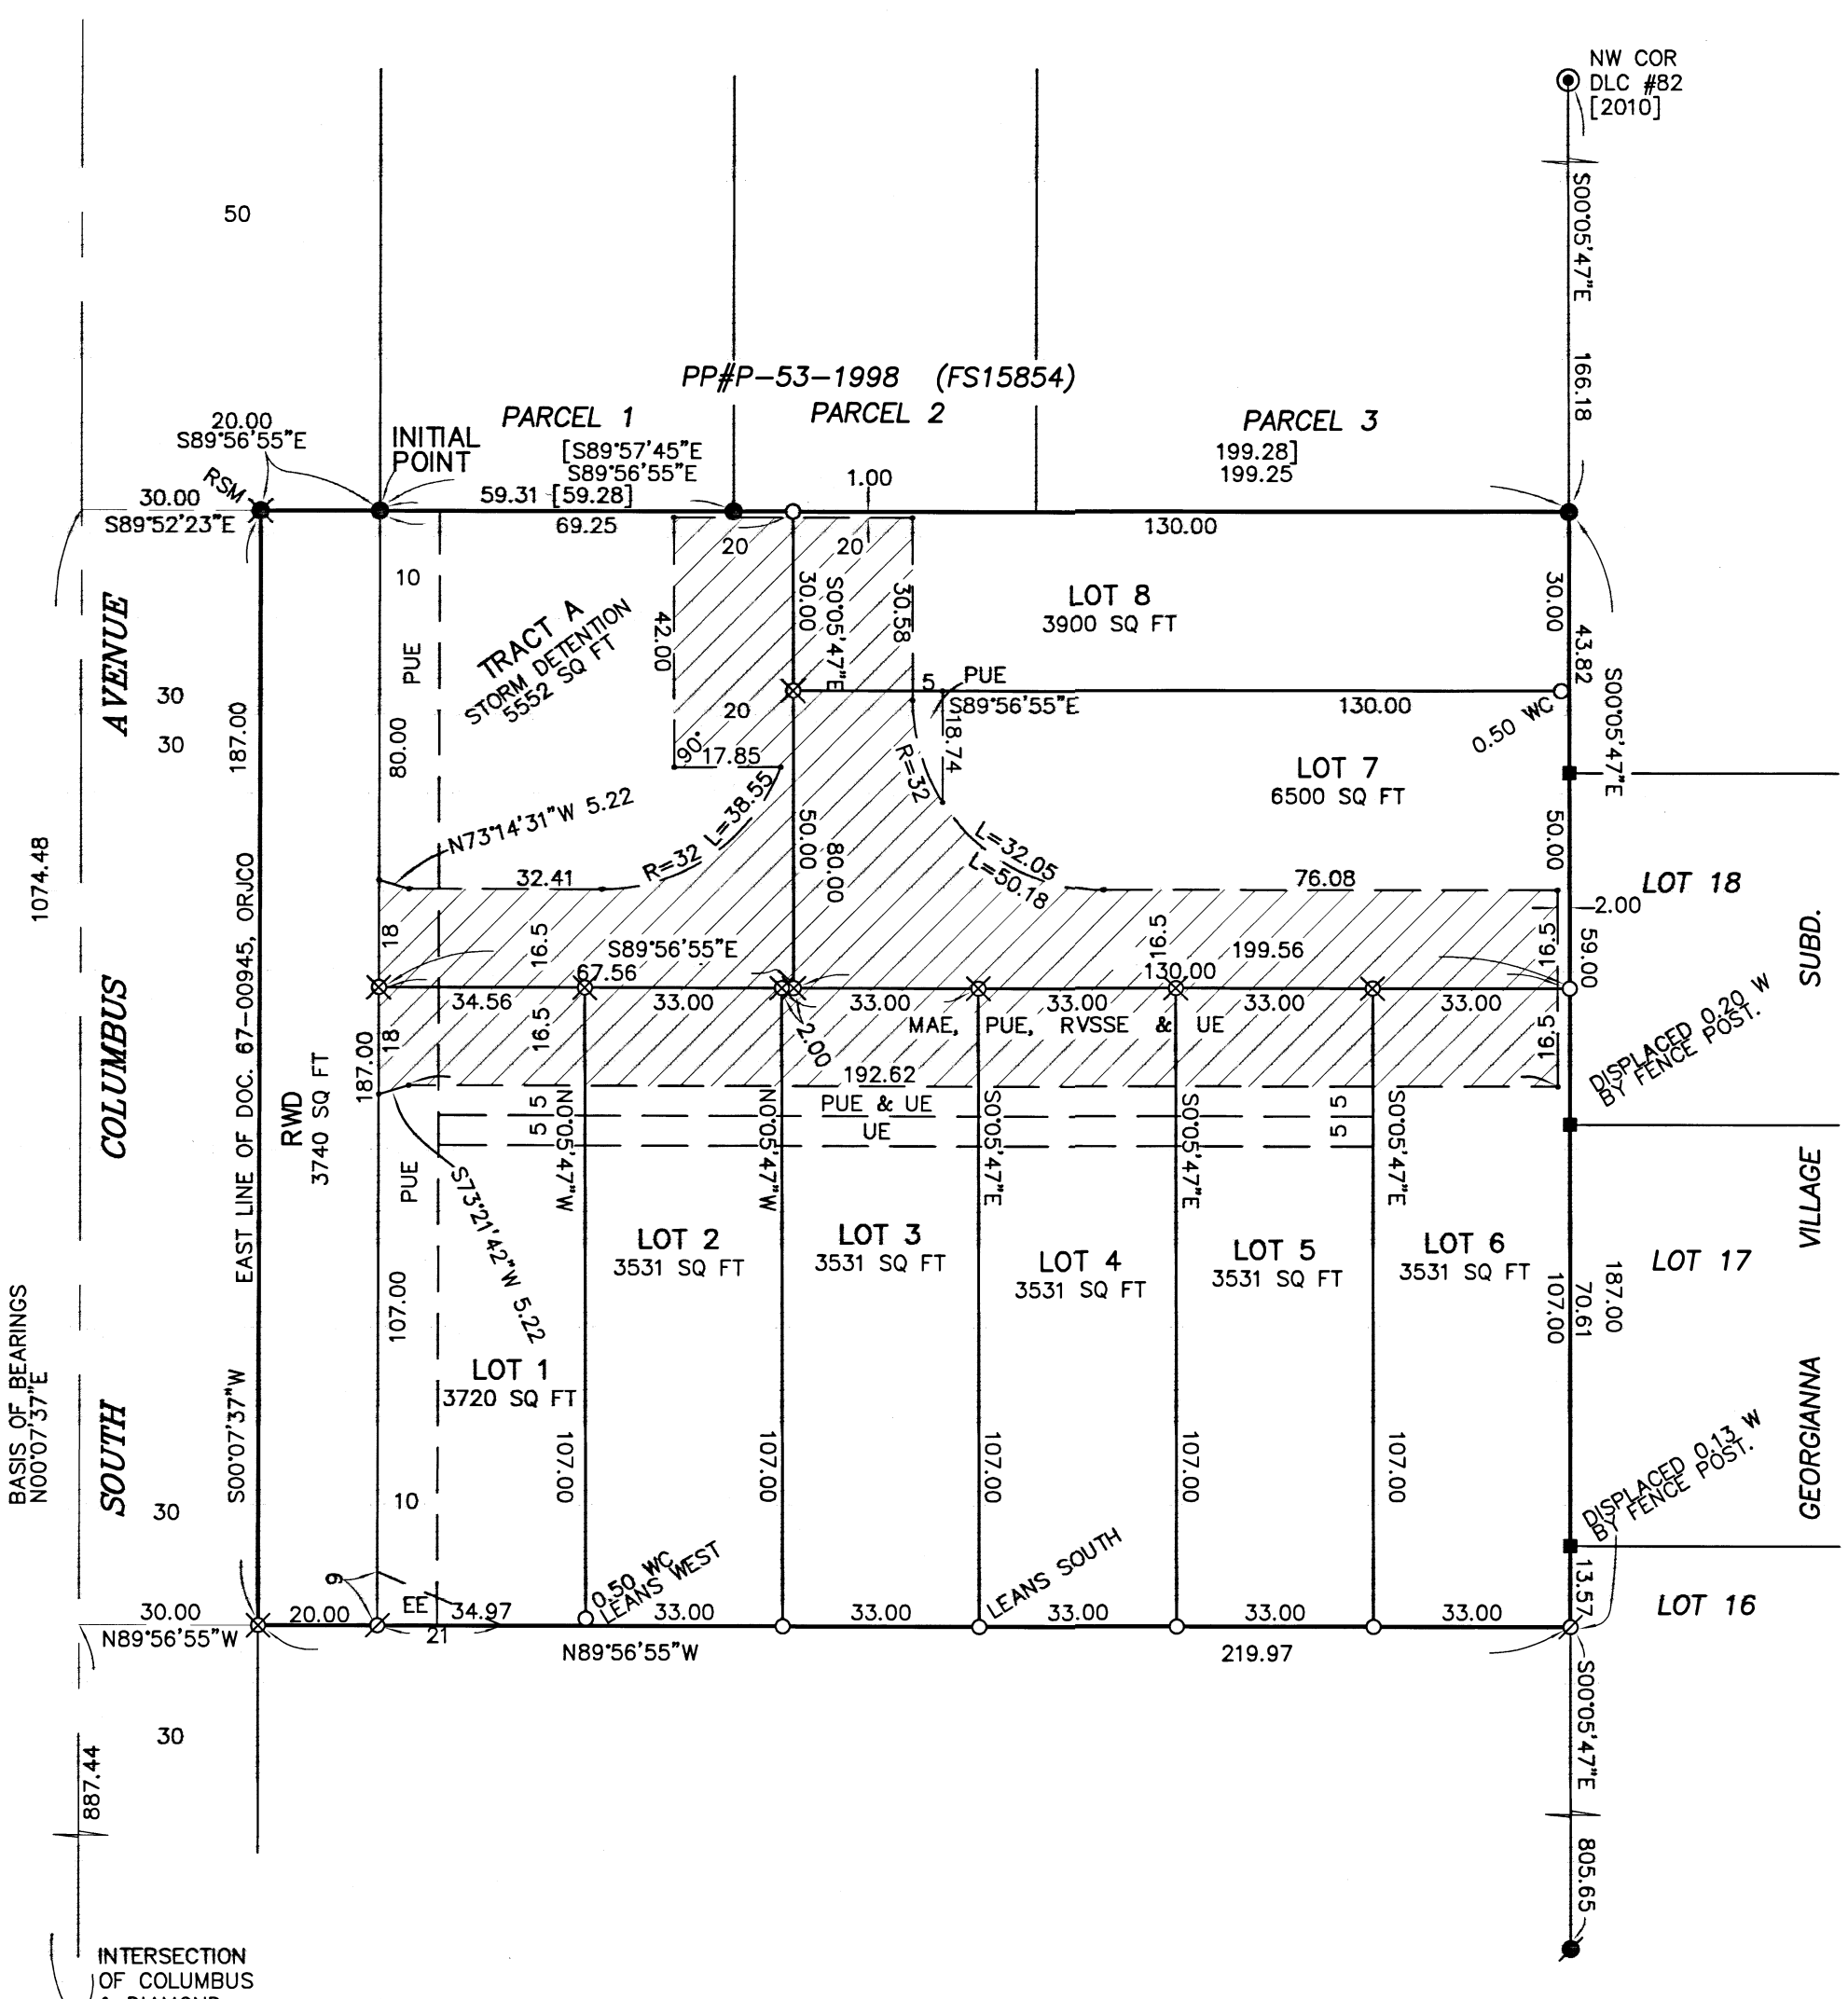 NW COR
DLC #82
[2010]
S00°05'47"E
166.18
50
PP#P-53-1998 (FS15854)
PARCEL 1
PARCEL 2
PARCEL 3
20.00
S89°56'55"E
INITIAL
POINT
[S89°57'45"E
S89°56'55"E
199.28]
199.25
RSM
30.00
S89°52'23"E
59.31 [59.28]
69.25
1.00
130.00
10
PUE
80.00
TRACT A
STORM DETENTION
5552 SQ FT
20
20
42.00
30.00
S0°05'47"E
30.58
LOT 8
3900 SQ FT
30.00
43.82
S00°05'47"E
AVENUE
30
30
187.00
20
90°
17.85
5
PUE
S89°56'55"E
130.00
0.50 WC
18.74
R=32
LOT 7
6500 SQ FT
N73°14'31"W 5.22
L=38.55
R=32
50.00
80.00
L=32.05
L=50.18
50.00
1074.48
EAST LINE OF DOC. 67-00945, ORJCO
32.41
76.08
LOT 18
2.00
18
16.5
S89°56'55"E
16.5
199.56
16.5
59.00
SUBD.
67.56
130.00
34.56
33.00
33.00
33.00
33.00
33.00
COLUMBUS
187.00
18
16.5
2.00
MAE, PUE, RVSSE & UE
16.5
DISPLACED 0.20 W
BY FENCE POST.
RWD
3740 SQ FT
192.62
5
PUE & UE
5
5
UE
5
N0°05'47"W
N0°05'47"W
S0°05'47"E
S0°05'47"E
S0°05'47"E
PUE
S73°21'42"W 5.22
LOT 2
3531 SQ FT
LOT 3
3531 SQ FT
LOT 4
3531 SQ FT
LOT 5
3531 SQ FT
LOT 6
3531 SQ FT
LOT 17
VILLAGE
107.00
107.00
70.61
187.00
BASIS OF BEARINGS
N00°07'37"E
LOT 1
3720 SQ FT
S00°07'37"W
SOUTH
107.00
107.00
107.00
107.00
107.00
GEORGIANNA
DISPLACED 0.13 W
BY FENCE POST.
30
10
9
EE
0.50 WC
LEANS WEST
LEANS SOUTH
13.57
LOT 16
30.00
N89°56'55"W
20.00
34.97
21
33.00
33.00
33.00
33.00
33.00
N89°56'55"W
219.97
S00°05'47"E
30
887.44
805.65
INTERSECTION
OF COLUMBUS